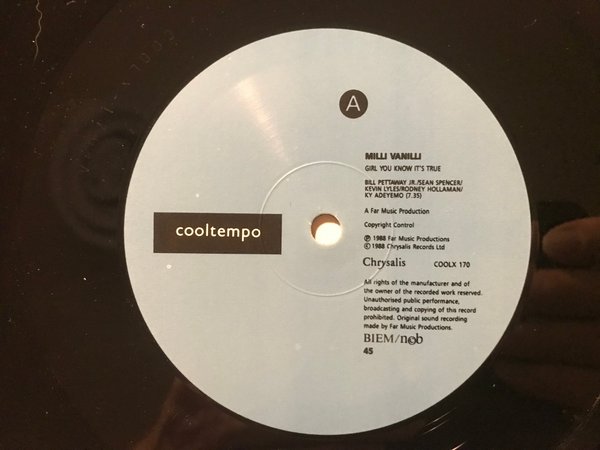 A
MILLI VANILLI
GIRL YOU KNOW IT'S TRUE
BILL PETTAWAY JR./SEAN SPENCER/
KEVIN LYLES/RODNEY HOLLAMAN/
KY ADEYEMO (7.35)
A Far Music Production
Copyright Control
cooltempo
℗ 1988 Far Music Productions
© 1988 Chrysalis Records Ltd
Chrysalis COOLX 170
All rights of the manufacturer and of
the owner of the recorded work reserved.
Unauthorised public performance,
broadcasting and copying of this record
prohibited. Original sound recording
made by Far Music Productions.
BIEM/ncb
45